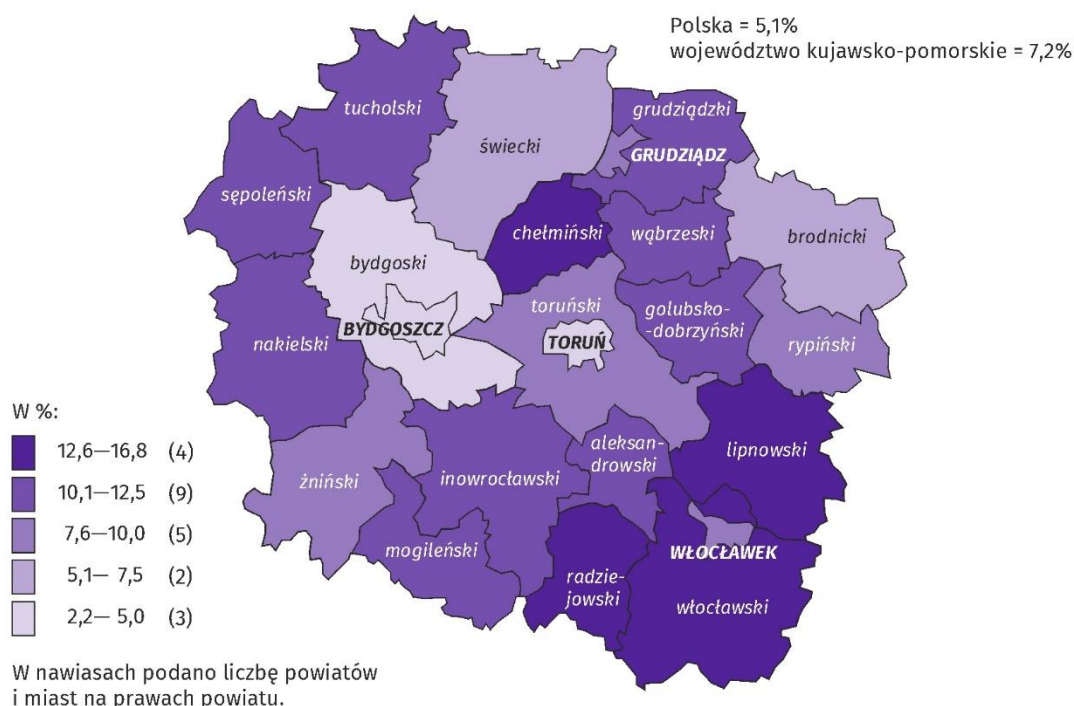 Polska = 5,1%
województwo kujawsko-pomorskie = 7,2%
tucholski
grudziądzki
świecki
GRUDZIĄDZ
sępoleński
chełmiński
wąbrzeski
brodnicki
bydgoski
toruński
golubsko-
-dobrzyński
BYDGOSZCZ
TORUŃ
nakielski
rypiński
W %:
12,6—16,8 (4)
10,1—12,5 (9)
7,6—10,0 (5)
5,1— 7,5 (2)
2,2— 5,0 (3)
aleksan-
drowski
lipnowski
żniński
inowrocławski
mogileński
WŁOCŁAWEK
radzie-
jowski
włocławski
W nawiasach podano liczbę powiatów
i miast na prawach powiatu.